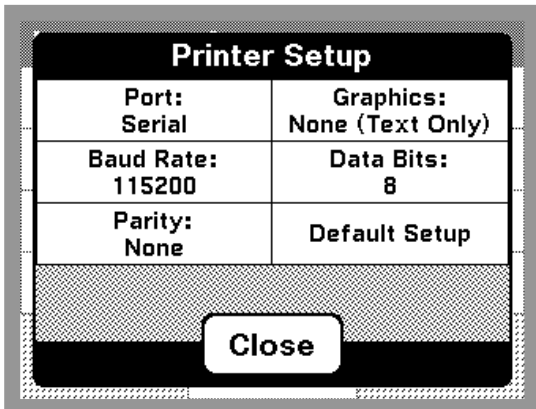 Printer Setup
Port:
Serial
Graphics:
None (Text Only)
Baud Rate:
115200
Data Bits:
8
Parity:
None
Default Setup
Close